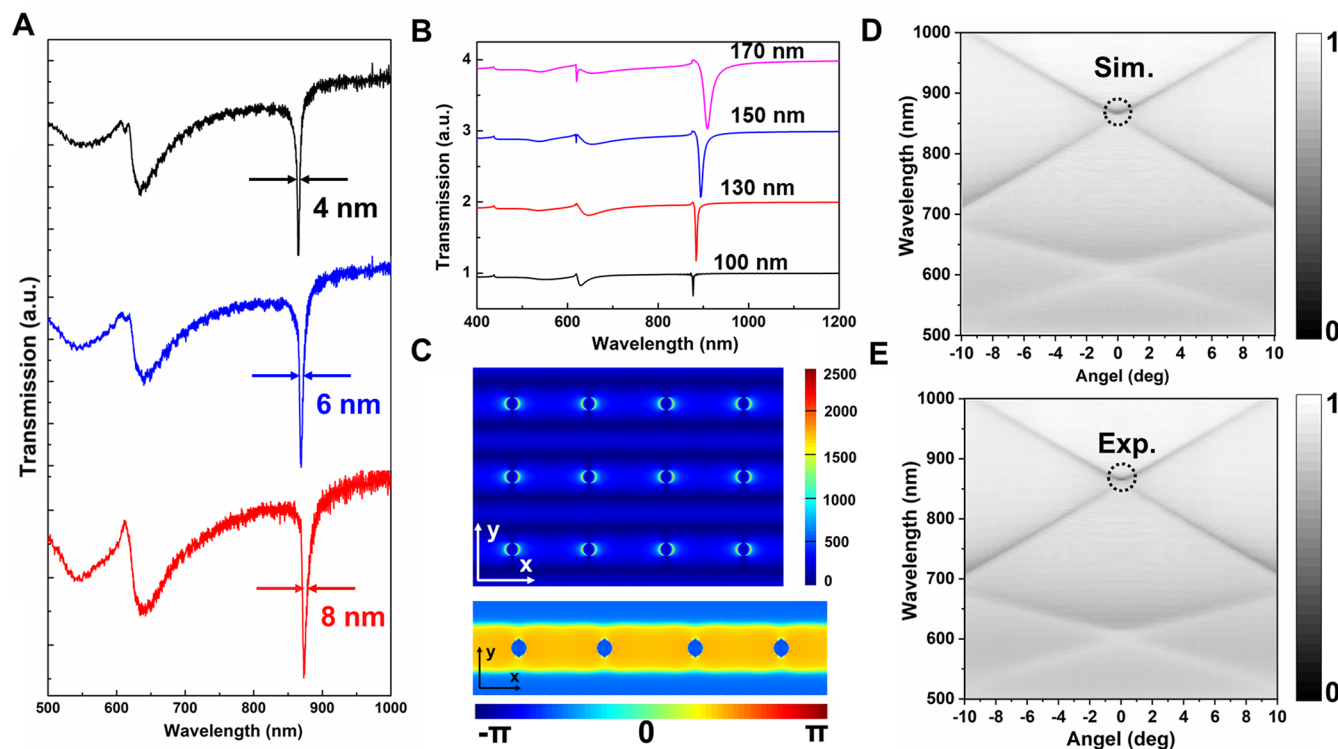 A
4 nm
6 nm
8 nm
Transmission (a.u.)
500 600 700 800 900 1000
Wavelength (nm)
B
170 nm
150 nm
130 nm
100 nm
4
3
2
1
Transmission (a.u.)
400 600 800 1000 1200
Wavelength (nm)
C
y
x
2500
2000
1500
1000
500
0
y
x
-π 0 π
D
Sim.
1000
900
800
700
600
500
Wavelength (nm)
-10 -8 -6 -4 -2 0 2 4 6 8 10
Angel (deg)
1
0
E
Exp.
1000
900
800
700
600
500
Wavelength (nm)
-10 -8 -6 -4 -2 0 2 4 6 8 10
Angel (deg)
1
0